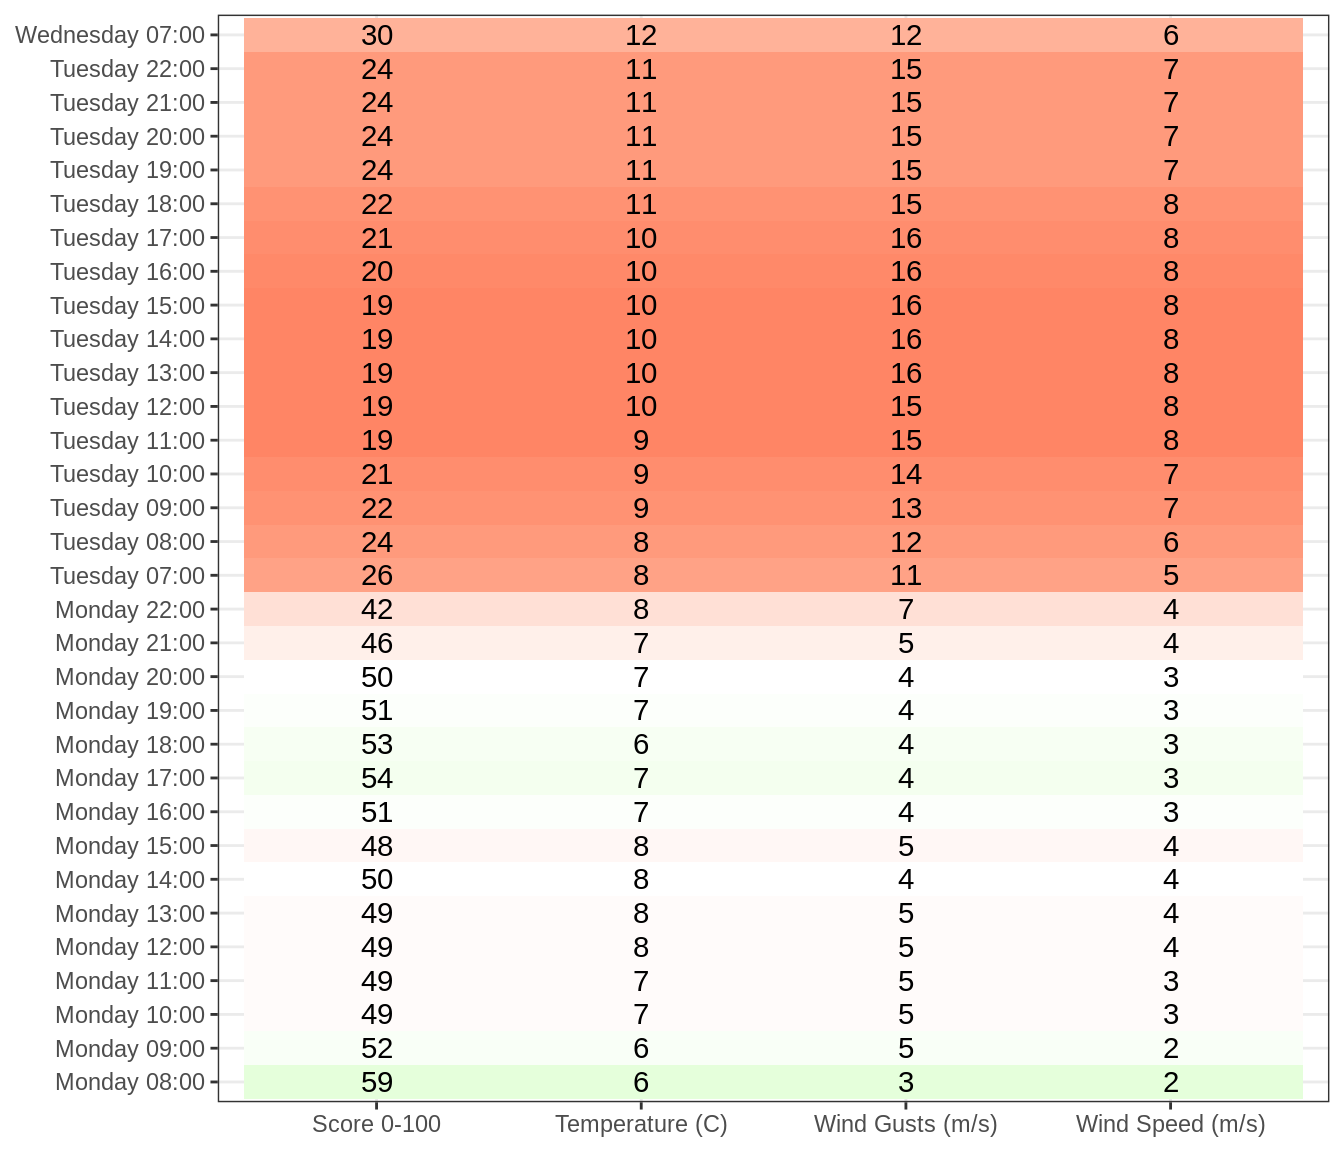 Wednesday 07:00 30 12 12 6
Tuesday 22:00 24 11 15 7
Tuesday 21:00 24 11 15 7
Tuesday 20:00 24 11 15 7
Tuesday 19:00 24 11 15 7
Tuesday 18:00 22 11 15 8
Tuesday 17:00 21 10 16 8
Tuesday 16:00 20 10 16 8
Tuesday 15:00 19 10 16 8
Tuesday 14:00 19 10 16 8
Tuesday 13:00 19 10 16 8
Tuesday 12:00 19 10 15 8
Tuesday 11:00 19 9 15 8
Tuesday 10:00 21 9 14 7
Tuesday 09:00 22 9 13 7
Tuesday 08:00 24 8 12 6
Tuesday 07:00 26 8 11 5
Monday 22:00 42 8 7 4
Monday 21:00 46 7 5 4
Monday 20:00 50 7 4 3
Monday 19:00 51 7 4 3
Monday 18:00 53 6 4 3
Monday 17:00 54 7 4 3
Monday 16:00 51 7 4 3
Monday 15:00 48 8 5 4
Monday 14:00 50 8 4 4
Monday 13:00 49 8 5 4
Monday 12:00 49 8 5 4
Monday 11:00 49 7 5 3
Monday 10:00 49 7 5 3
Monday 09:00 52 6 5 2
Monday 08:00 59 6 3 2
Score 0-100 Temperature (C) Wind Gusts (m/s) Wind Speed (m/s)